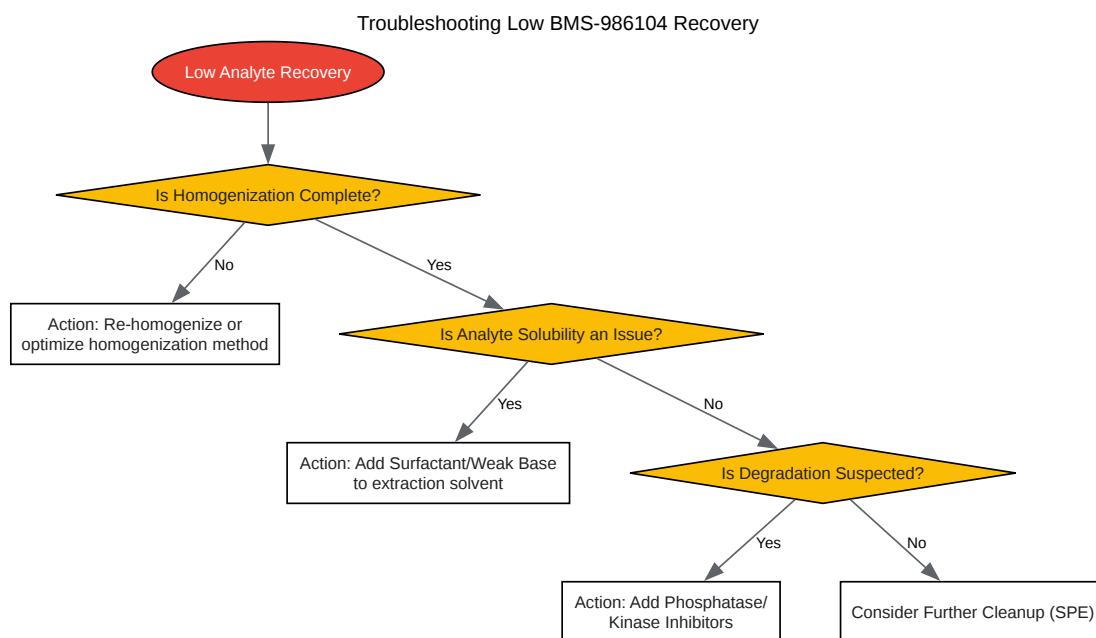 Troubleshooting Low BMS-986104 Recovery
Low Analyte Recovery
Is Homogenization Complete?
No
Yes
Action: Re-homogenize or
optimize homogenization method
Is Analyte Solubility an Issue?
Yes
No
Action: Add Surfactant/Weak Base
to extraction solvent
Is Degradation Suspected?
Yes
No
Action: Add Phosphatase/
Kinase Inhibitors
Consider Further Cleanup (SPE)